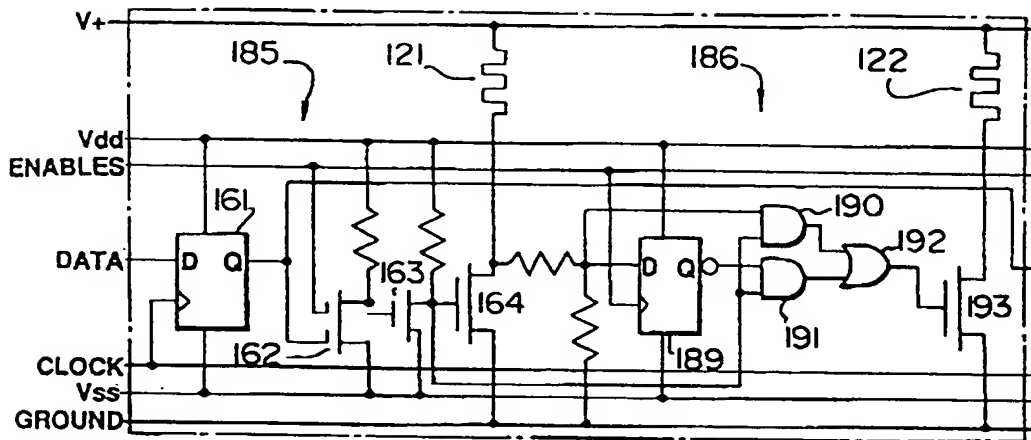 V+
185
121
186
122
Vdd
ENABLES
161
190
192
DATA
D Q
163
164
D Q
193
162
191
189
CLOCK
Vss
GROUND